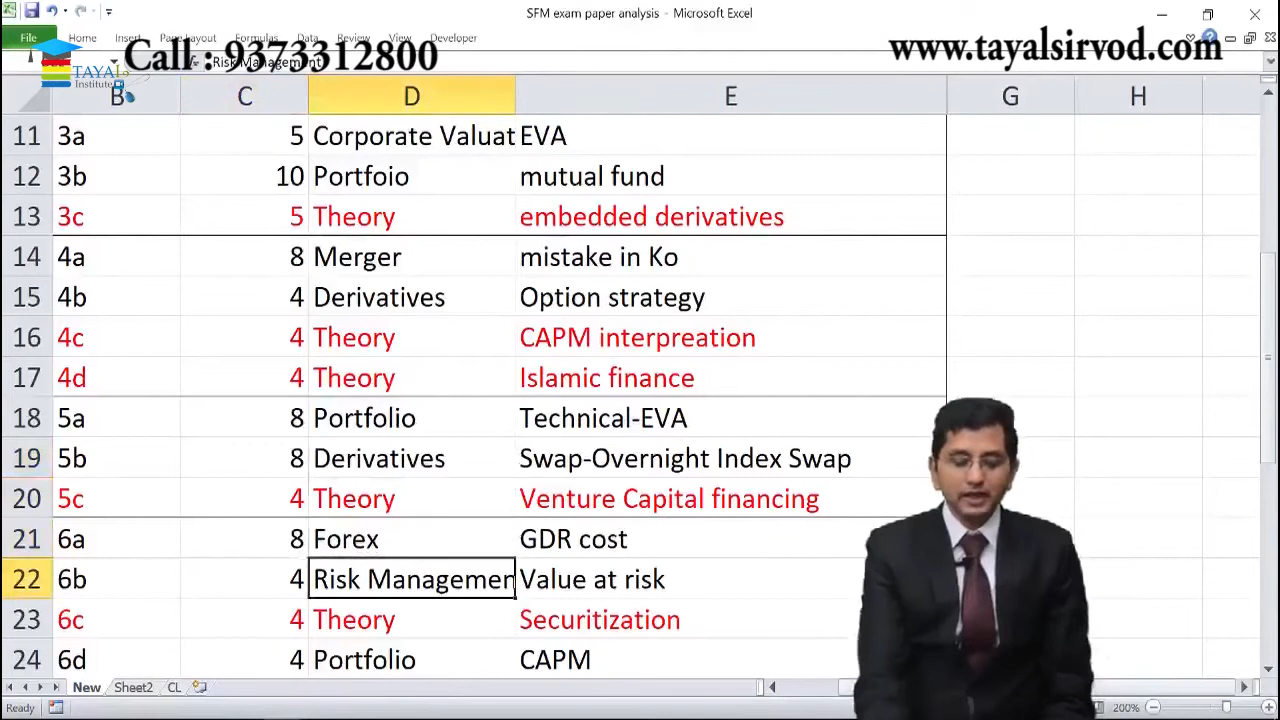 SFM exam paper analysis - Microsoft Excel
File Home Insert Page Layout Formulas Data Review View Developer
Call : 9373312800
www.tayalsirvod.com
TAYAL
Institute
Risk Management
B C D E G H
11 3a 5 Corporate Valuat EVA
12 3b 10 Portfoio mutual fund
13 3c 5 Theory embedded derivatives
14 4a 8 Merger mistake in Ko
15 4b 4 Derivatives Option strategy
16 4c 4 Theory CAPM interpreation
17 4d 4 Theory Islamic finance
18 5a 8 Portfolio Technical-EVA
19 5b 8 Derivatives Swap-Overnight Index Swap
20 5c 4 Theory Venture Capital financing
21 6a 8 Forex GDR cost
22 6b 4 Risk Managemen Value at risk
23 6c 4 Theory Securitization
24 6d 4 Portfolio CAPM
New Sheet2 CL
Ready 200%